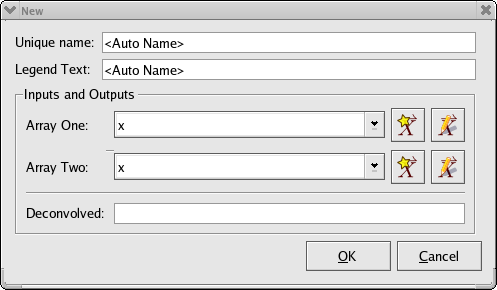 New
Unique name: <Auto Name>
Legend Text: <Auto Name>
Inputs and Outputs
Array One: x
Array Two: x
Deconvolved:
OK Cancel